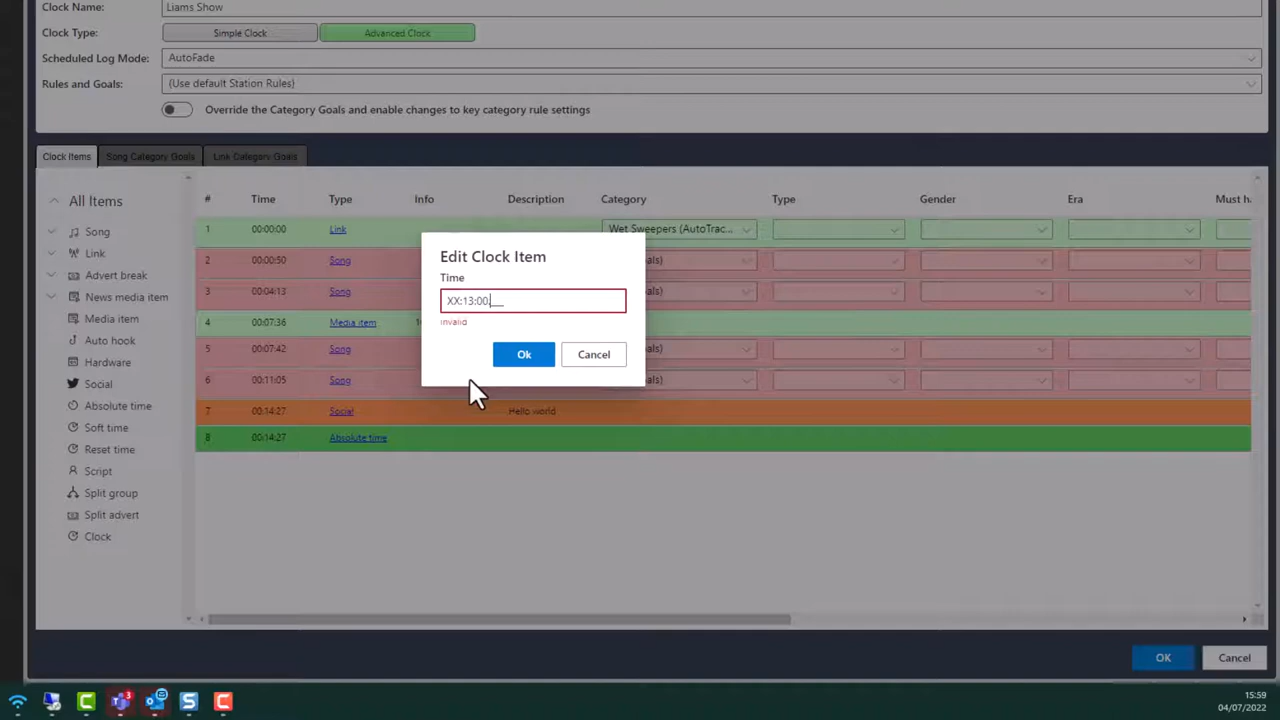 Clock Name: Liams Show
Clock Type: Simple Clock Advanced Clock
Scheduled Log Mode: AutoFade
Rules and Goals: (Use default Station Rules)
Override the Category Goals and enable changes to key category rule settings
Clock Items Song Category Goals Link Category Goals
All Items
Song
Link
Advert break
News media item
Media item
Auto hook
Hardware
Social
Absolute time
Soft time
Reset time
Script
Split group
Split advert
Clock
# Time Type Info Description Category Type Gender Era Must h
1 00:00:00 Link Wet Sweepers (AutoTrac...
2 00:00:50 Song als)
3 00:04:13 Song als)
4 00:07:36 Media item
5 00:07:42 Song als)
6 00:11:05 Song als)
7 00:14:27 Social Hello world
8 00:14:27 Absolute time
Edit Clock Item
Time
XX:13:00.___
Invalid
Ok Cancel
OK Cancel
3
15:59
04/07/2022